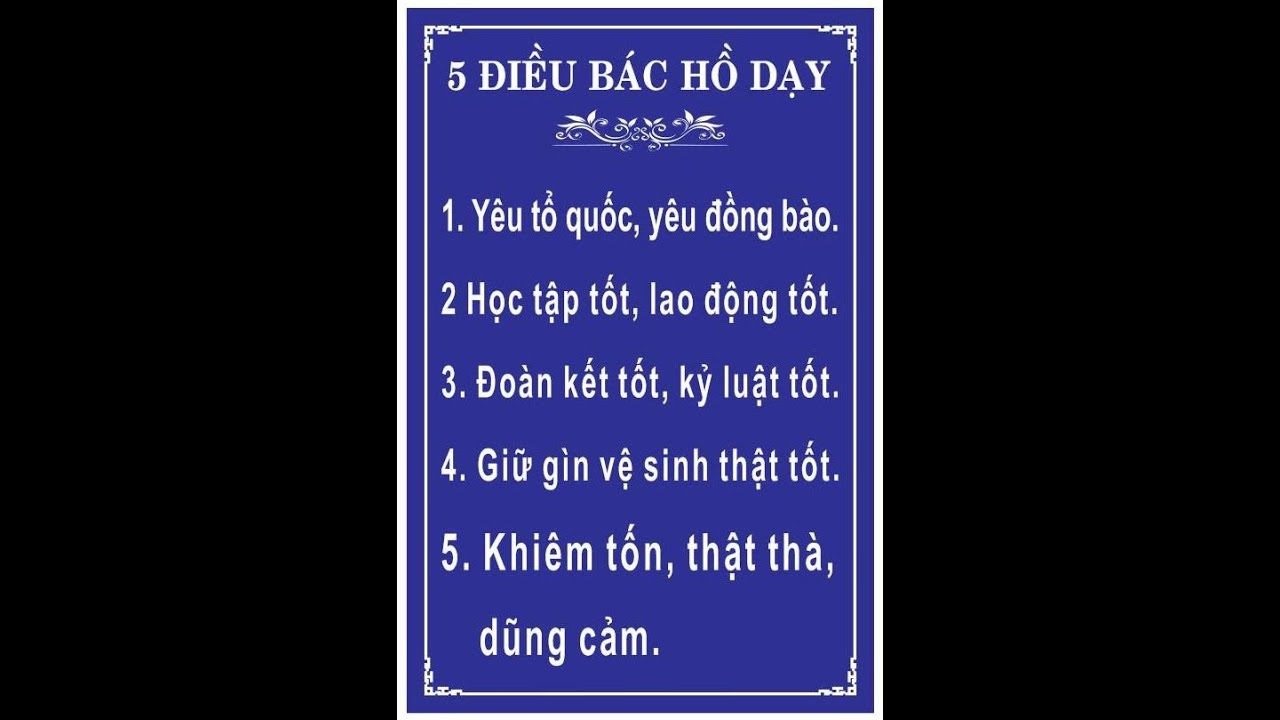 5 ĐIỀU BÁC HỒ DẠY
1. Yêu tổ quốc, yêu đồng bào.
2 Học tập tốt, lao động tốt.
3. Đoàn kết tốt, kỷ luật tốt.
4. Giữ gìn vệ sinh thật tốt.
5. Khiêm tốn, thật thà,
dũng cảm.